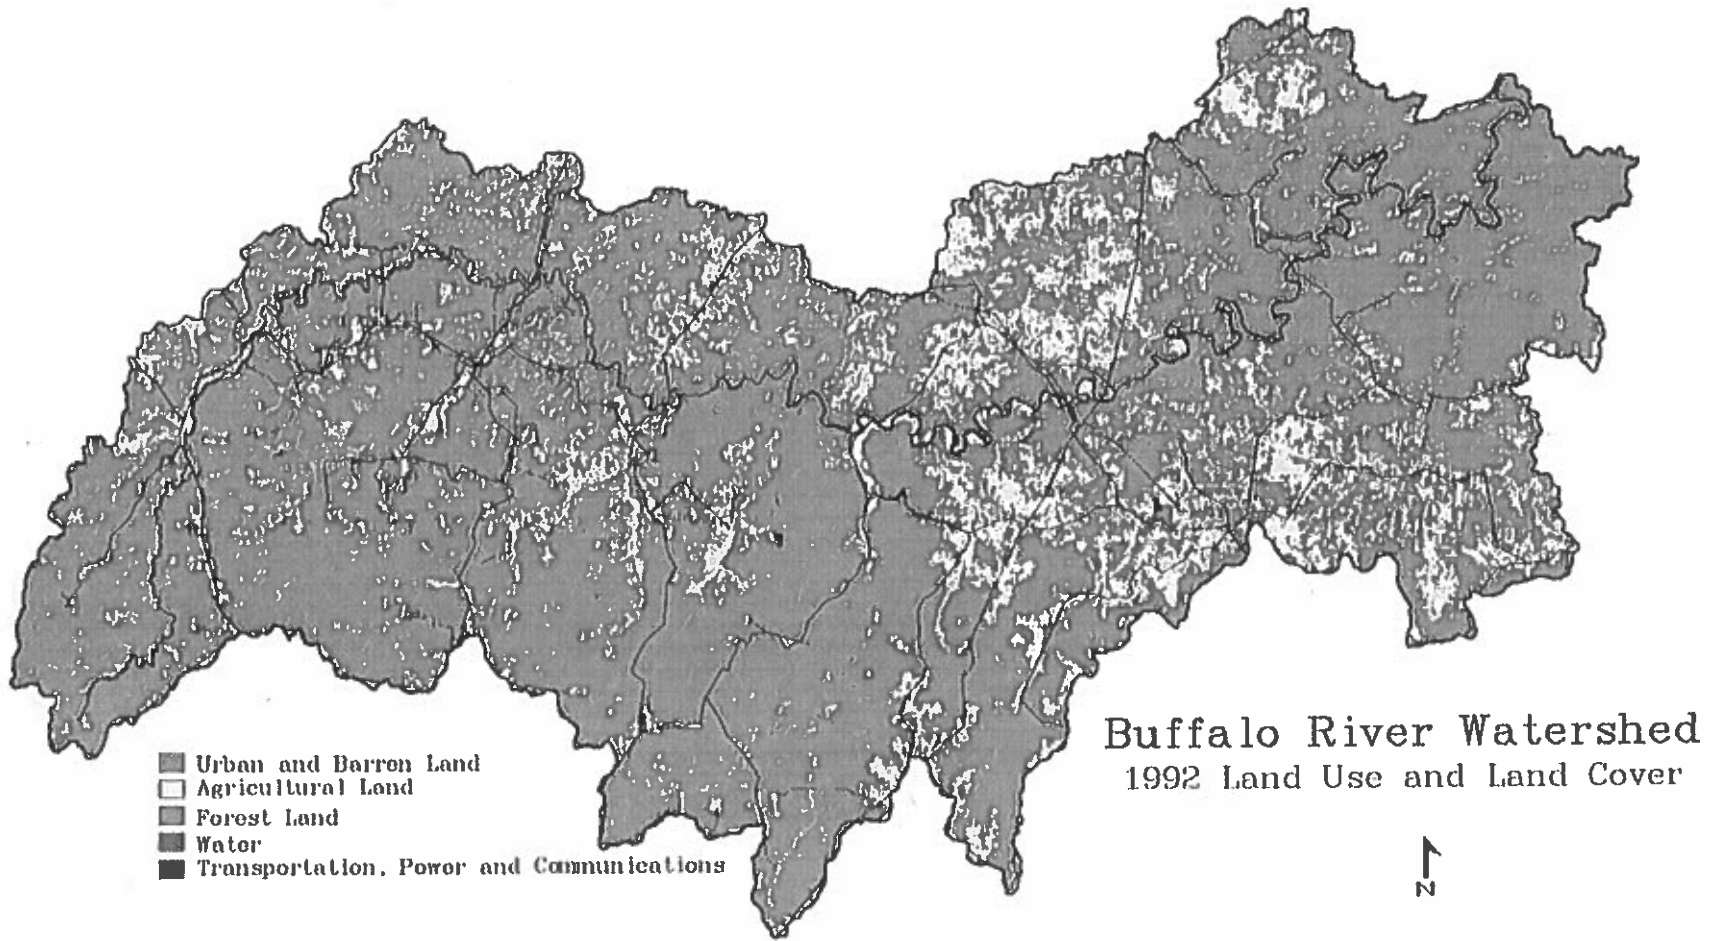 Buffalo River Watershed
1992 Land Use and Land Cover
Urban and Barron Land
Agricultural Land
Forest Land
Water
Transportation, Power and Communications
N